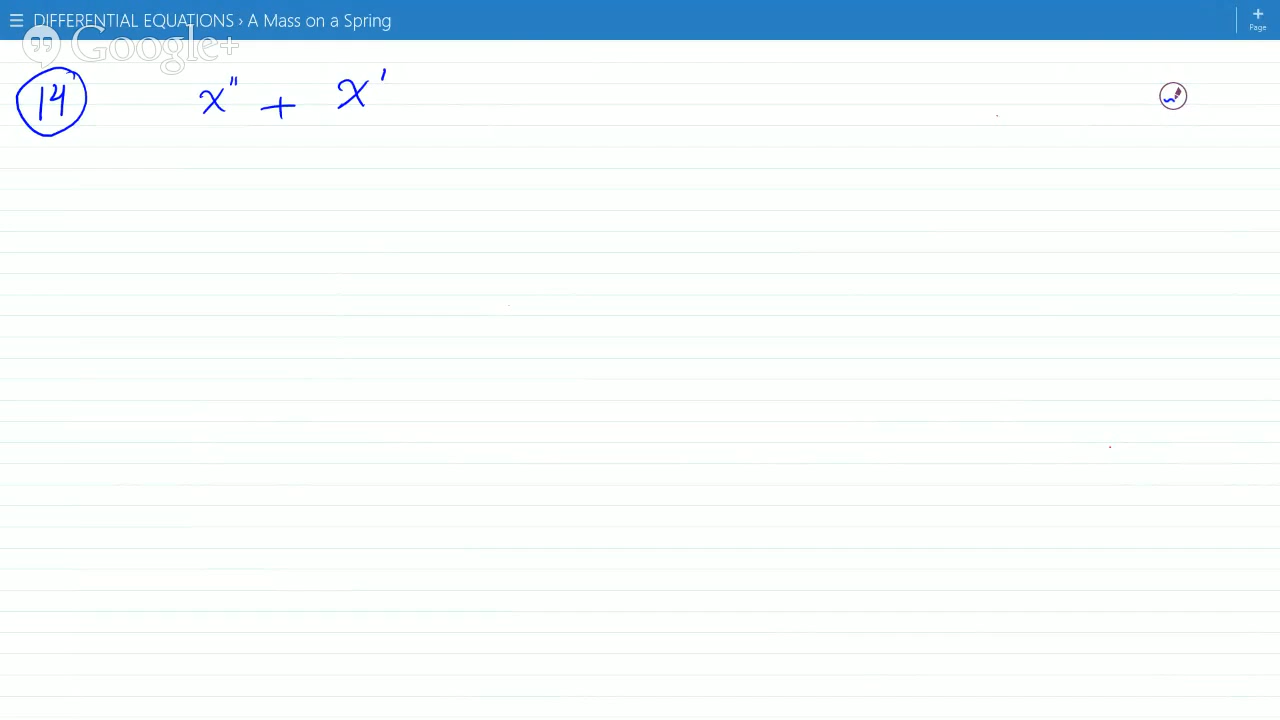 DIFFERENTIAL EQUATIONS › A Mass on a Spring
Page
Google+
14 x'' + x'